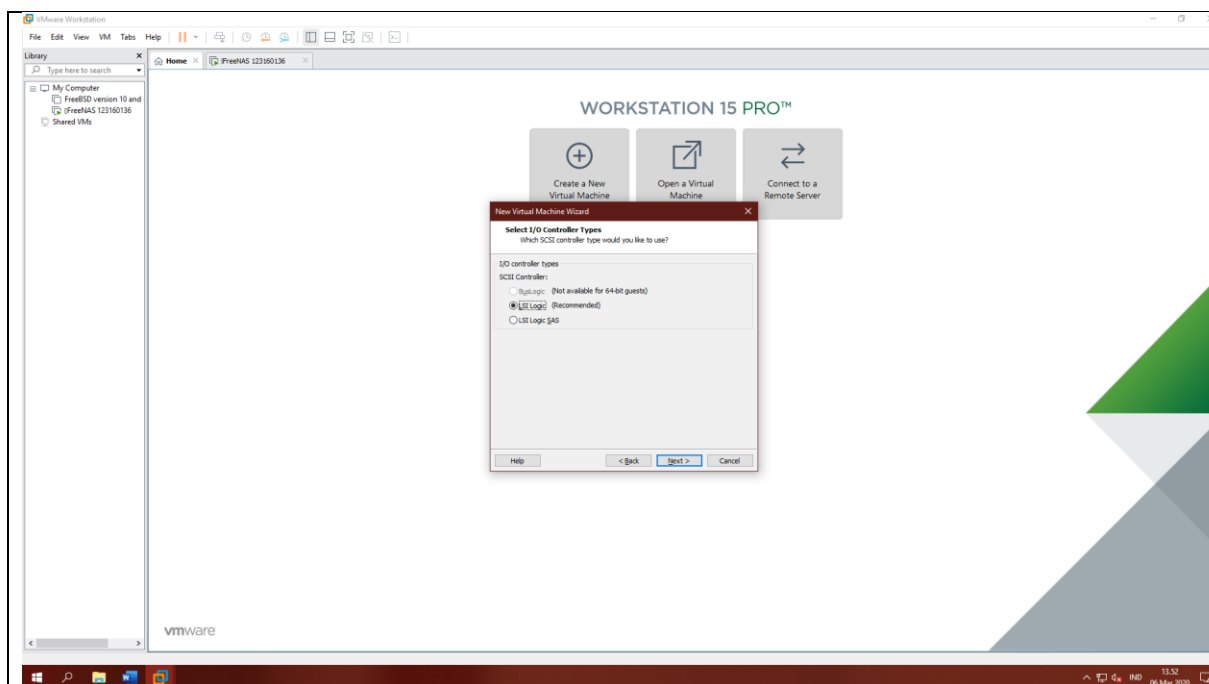 VMware Workstation
File Edit View VM Tabs Help
Library
Type here to search
My Computer
FreeBSD version 10 and
FreeNAS 123160136
Shared VMs
Home
FreeNAS 123160136
WORKSTATION 15 PRO™
Create a New
Virtual Machine
Open a Virtual
Machine
Connect to a
Remote Server
New Virtual Machine Wizard
Select I/O Controller Types
Which SCSI controller type would you like to use?
I/O controller types
SCSI Controller:
BusLogic (Not available for 64-bit guests)
LSI Logic (Recommended)
LSI Logic SAS
Help
< Back
Next >
Cancel
vmware
IND
13.52
06 Mar 2020